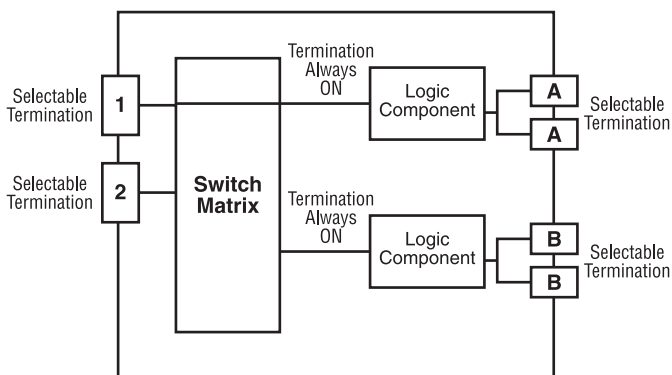 Selectable
Termination
1
Selectable
Termination
2
Switch
Matrix
Termination
Always
ON
Logic
Component
A
A
Selectable
Termination
Termination
Always
ON
Logic
Component
B
B
Selectable
Termination